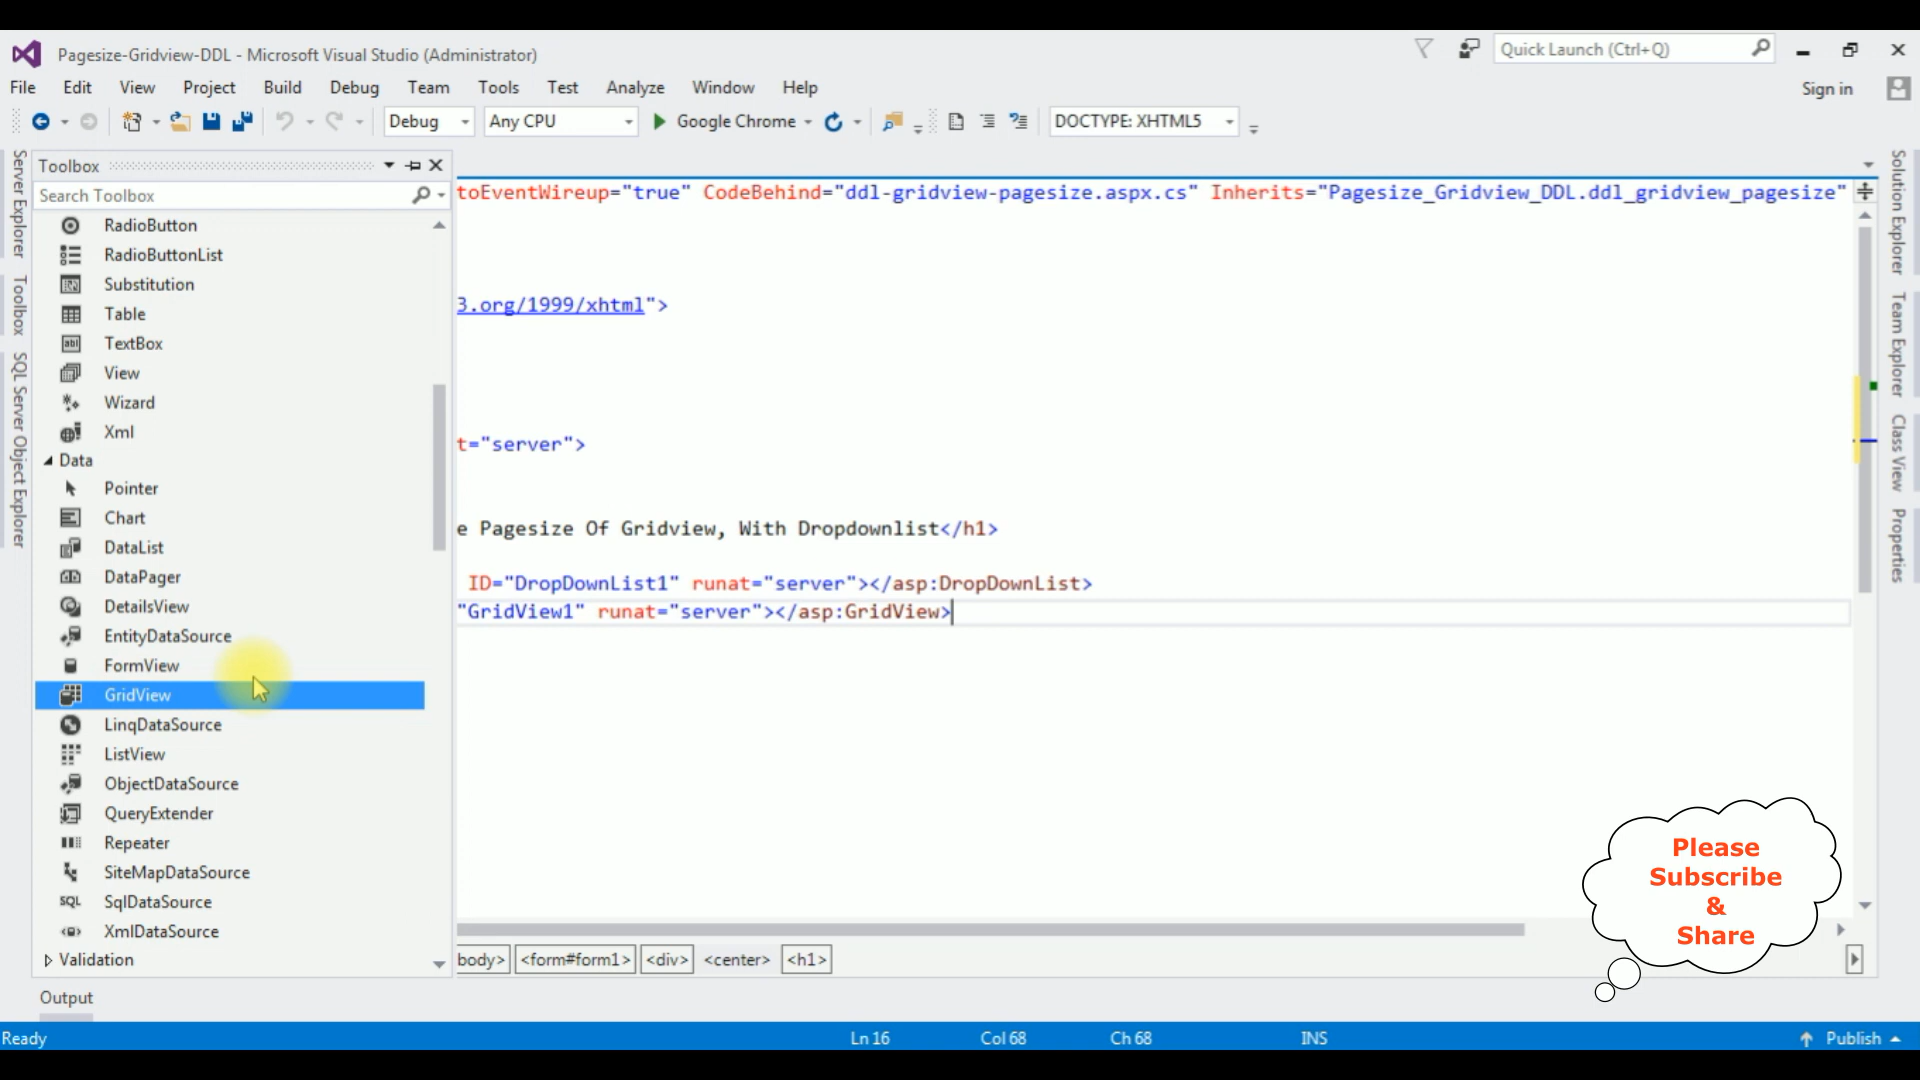 Pagesize-Gridview-DDL - Microsoft Visual Studio (Administrator)
Quick Launch (Ctrl+Q)
File Edit View Project Build Debug Team Tools Test Analyze Window Help
Sign in
Debug Any CPU Google Chrome DOCTYPE: XHTML5
Server Explorer
Toolbox
SQL Server Object Explorer
Toolbox
Search Toolbox
RadioButton
RadioButtonList
Substitution
Table
TextBox
View
Wizard
Xml
Data
Pointer
Chart
DataList
DataPager
DetailsView
EntityDataSource
FormView
GridView
LinqDataSource
ListView
ObjectDataSource
QueryExtender
Repeater
SiteMapDataSource
SqlDataSource
XmlDataSource
Validation
toEventWireup="true" CodeBehind="ddl-gridview-pagesize.aspx.cs" Inherits="Pagesize_Gridview_DDL.ddl_gridview_pagesize"
3.org/1999/xhtml">
t="server">
e Pagesize Of Gridview, With Dropdownlist</h1>
ID="DropDownList1" runat="server"></asp:DropDownList>
"GridView1" runat="server"></asp:GridView>
body> <form#form1> <div> <center> <h1>
Solution Explorer
Team Explorer
Class View
Properties
Please
Subscribe
&
Share
Output
Ready Ln 16 Col 68 Ch 68 INS Publish